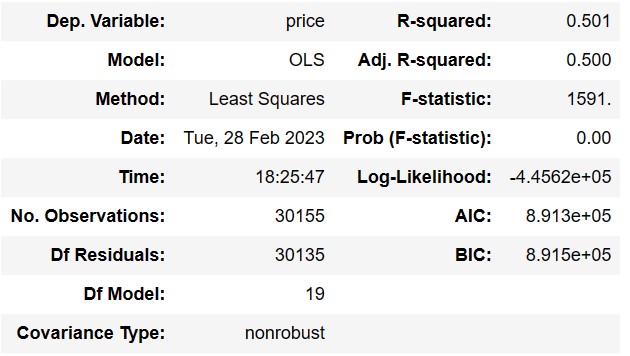 Dep. Variable: price R-squared: 0.501
Model: OLS Adj. R-squared: 0.500
Method: Least Squares F-statistic: 1591.
Date: Tue, 28 Feb 2023 Prob (F-statistic): 0.00
Time: 18:25:47 Log-Likelihood: -4.4562e+05
No. Observations: 30155 AIC: 8.913e+05
Df Residuals: 30135 BIC: 8.915e+05
Df Model: 19
Covariance Type: nonrobust